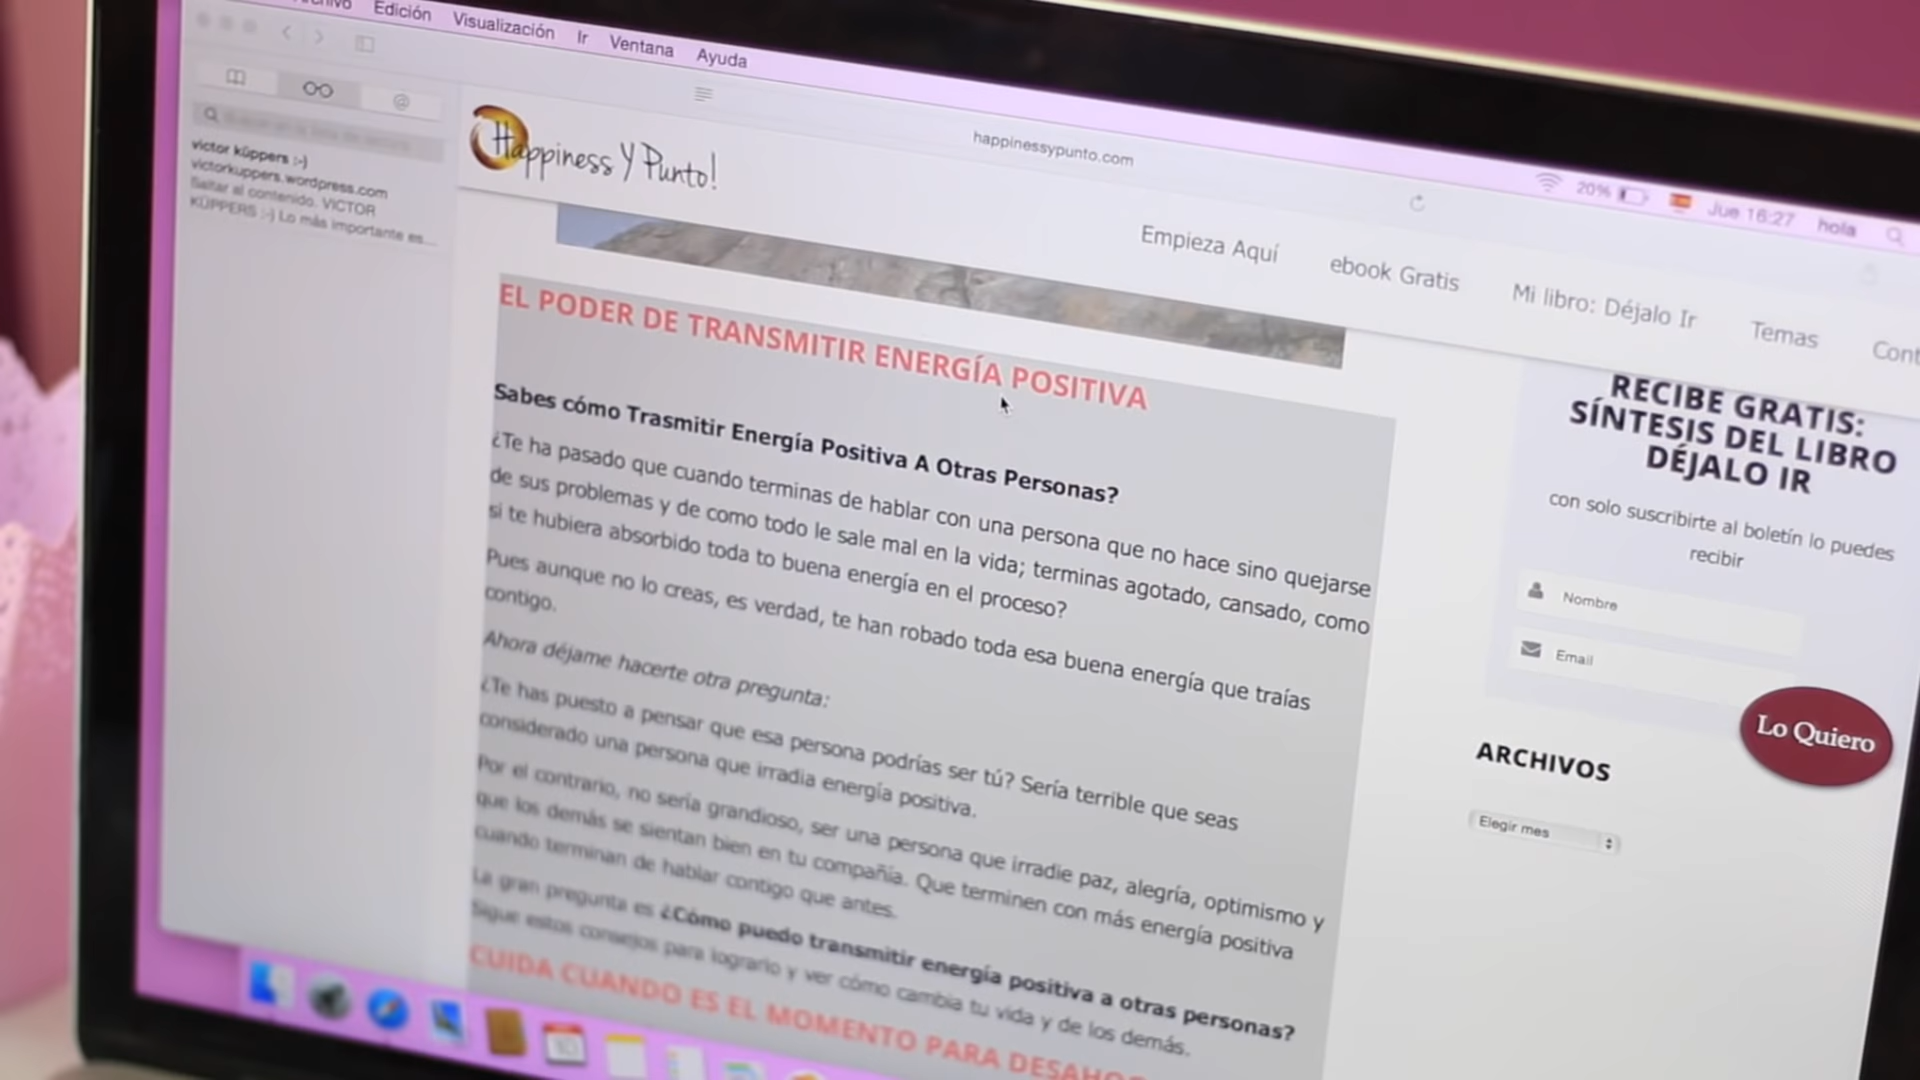 Edición Visualización Ir Ventana Ayuda
20% Jue 16:27 hola
happinessypunto.com
victor küppers :-)
victorkuppers.wordpress.com
Saltar al contenido. VICTOR
KÜPPERS :-) Lo más importante es...
Happiness Y Punto!
Empieza Aquí ebook Gratis Mi libro: Déjalo Ir Temas Cont
EL PODER DE TRANSMITIR ENERGÍA POSITIVA
Sabes cómo Trasmitir Energía Positiva A Otras Personas?
¿Te ha pasado que cuando terminas de hablar con una persona que no hace sino quejarse
de sus problemas y de como todo le sale mal en la vida; terminas agotado, cansado, como
si te hubiera absorbido toda to buena energía en el proceso?
Pues aunque no lo creas, es verdad, te han robado toda esa buena energía que traías
contigo.
Ahora déjame hacerte otra pregunta:
¿Te has puesto a pensar que esa persona podrías ser tú? Sería terrible que seas
considerado una persona que irradia energía positiva.
Por el contrario, no sería grandioso, ser una persona que irradie paz, alegría, optimismo y
que los demás se sientan bien en tu compañía. Que terminen con más energía positiva
cuando terminan de hablar contigo que antes.
La gran pregunta es ¿Cómo puedo transmitir energía positiva a otras personas?
Sigue estos consejos para lograrlo y ver cómo cambia tu vida y de los demás.
CUIDA CUANDO ES EL MOMENTO PARA
RECIBE GRATIS:
SÍNTESIS DEL LIBRO
DÉJALO IR
con solo suscribirte al boletín lo puedes
recibir
Nombre
Email
Lo Quiero
ARCHIVOS
Elegir mes